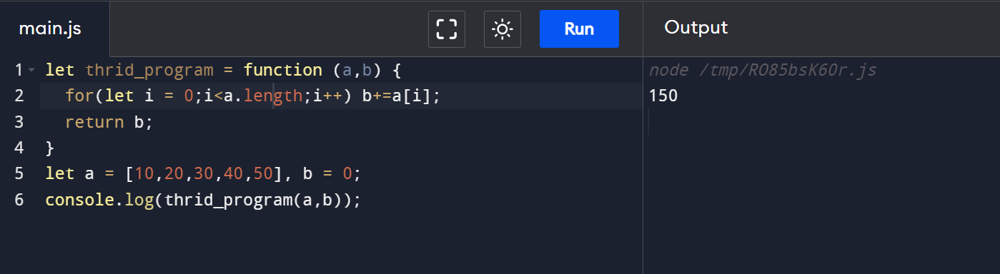 main.js
Run
Output
1 let thrid_program = function (a,b) {
2 for(let i = 0;i<a.length;i++) b+=a[i];
3 return b;
4 }
5 let a = [10,20,30,40,50], b = 0;
6 console.log(thrid_program(a,b));
node /tmp/RO85bsK6Or.js
150